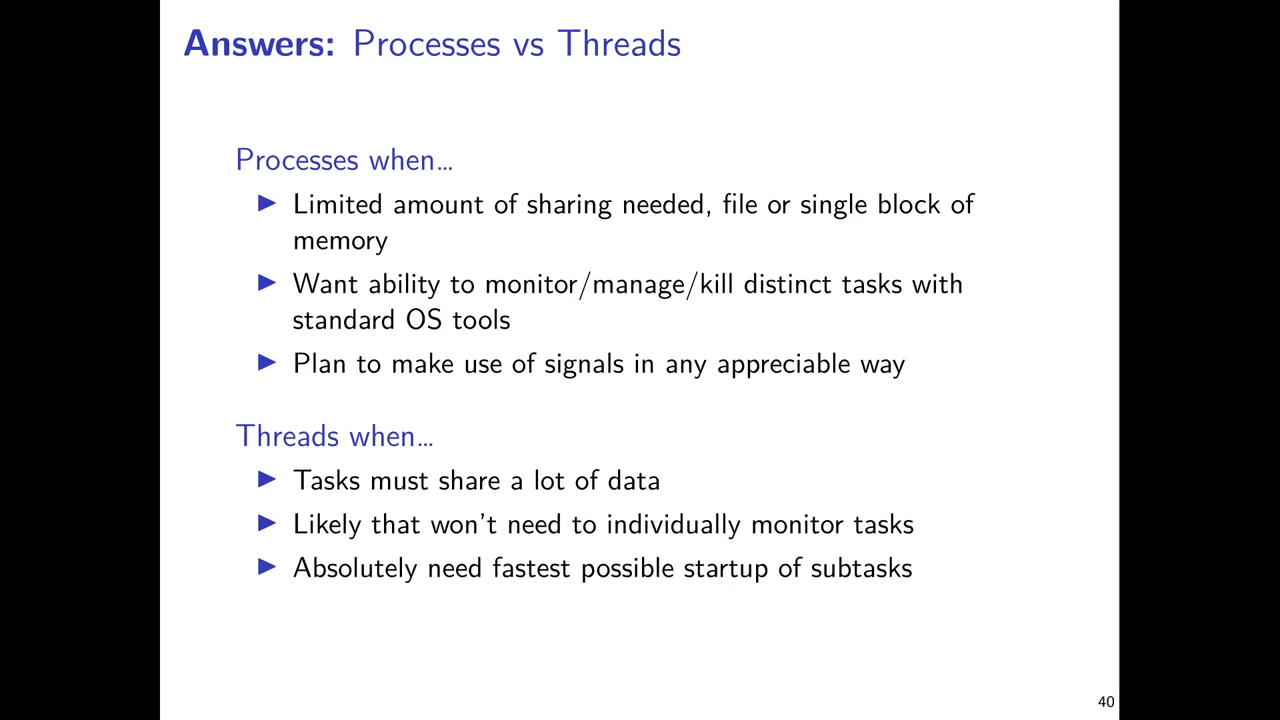 Answers: Processes vs Threads
Processes when…
▶ Limited amount of sharing needed, file or single block of
memory
▶ Want ability to monitor/manage/kill distinct tasks with
standard OS tools
▶ Plan to make use of signals in any appreciable way
Threads when…
▶ Tasks must share a lot of data
▶ Likely that won't need to individually monitor tasks
▶ Absolutely need fastest possible startup of subtasks
40